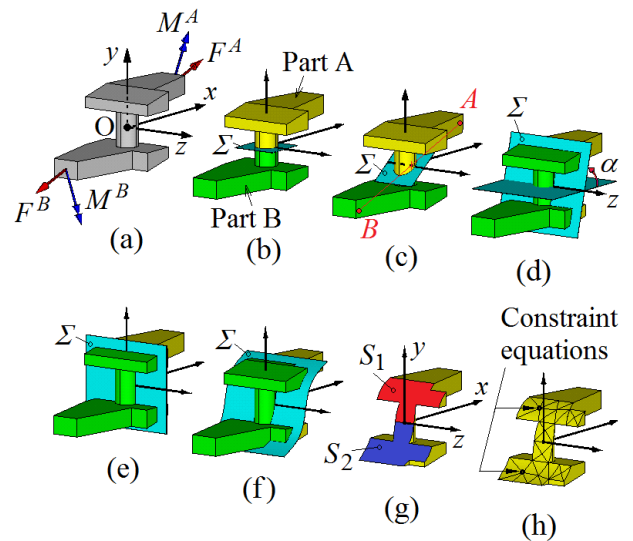 M^A
y
F^A
O
x
z
F^B
M^B
(a)
Part A
Σ
Part B
(b)
A
Σ
B
(c)
Σ
α
z
(d)
Σ
(e)
Σ
(f)
S_1
y
x
z
S_2
(g)
Constraint
equations
(h)